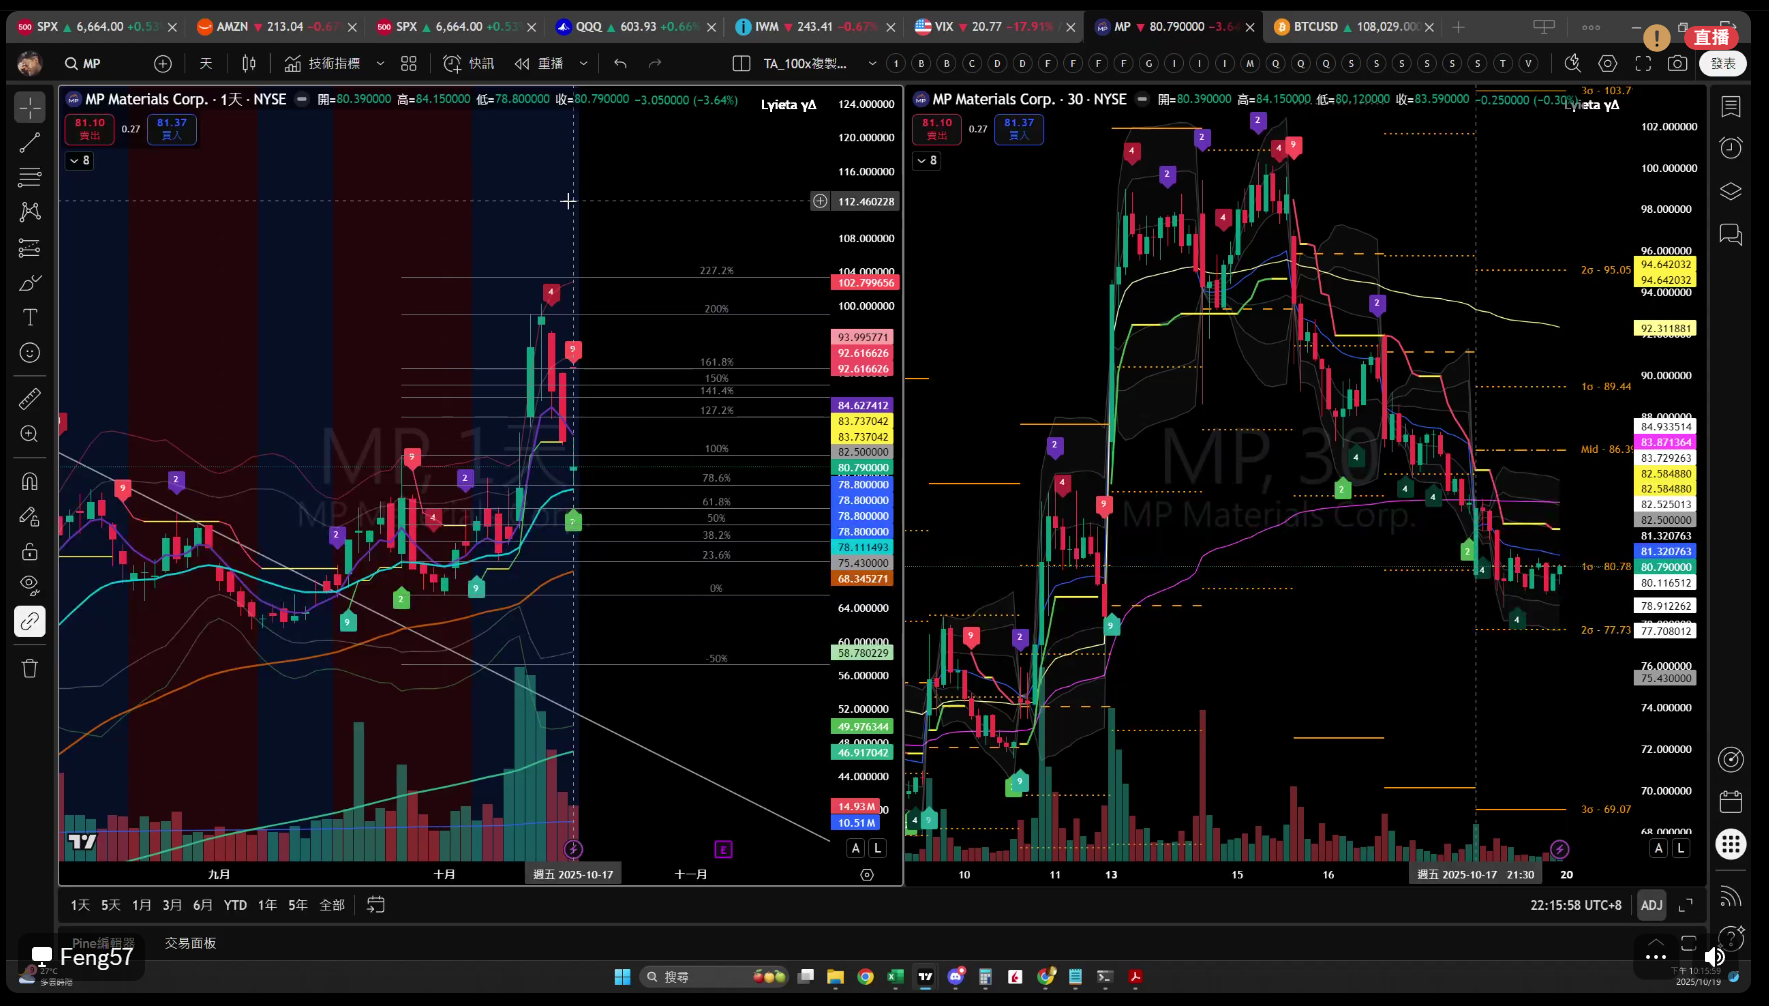 SPX ▲ 6,664.00 +0.53
AMZN ▼ 213.04 -0.67
SPX ▲ 6,664.00 +0.53
QQQ ▲ 603.93 +0.66%
IWM ▼ 243.41 -0.67%
VIX ▼ 20.77 -17.91%
MP ▼ 80.790000 -3.64
BTCUSD ▲ 108,029.00
直播
MP
天
技術指標
快訊
重播
TA_100x複製...
1 B B C D D F F F F G I I I M Q Q Q S S S S S S T V
發表
MP Materials Corp. · 1天 · NYSE
開=80.390000 高=84.150000 低=78.800000 收=80.790000 -3.050000 (-3.64%)
Lyieta γΔ
81.10
賣出
0.27
81.37
買入
8
124.000000
120.000000
116.000000
112.460228
108.000000
104.000000
102.799656
100.000000
93.995771
92.616626
92.616626
84.627412
83.737042
83.737042
82.500000
80.790000
78.800000
78.800000
78.800000
78.800000
78.111493
75.430000
68.345271
64.000000
60.000000
58.780229
56.000000
52.000000
49.976344
48.000000
46.917042
44.000000
14.93M
10.51M
227.2%
200%
161.8%
150%
141.4%
127.2%
100%
78.6%
61.8%
50%
38.2%
23.6%
0%
-50%
MP, 1天
MP Materials Corp.
E
A L
九月
十月
週五 2025-10-17
十一月
MP Materials Corp. · 30 · NYSE
開=80.390000 高=84.150000 低=80.120000 收=83.590000 -0.250000 (-0.30%)
Lyieta γΔ
81.10
賣出
0.27
81.37
買入
8
3σ - 103.7
2σ - 95.05
1σ - 89.44
Mid - 86.39
1σ - 80.78
2σ - 77.73
3σ - 69.07
102.000000
100.000000
98.000000
96.000000
94.642032
94.642032
94.000000
92.311881
90.000000
88.000000
84.933514
83.871364
83.729263
82.584880
82.584880
82.525013
82.500000
81.320763
81.320763
80.790000
80.116512
78.912262
77.708012
76.000000
75.430000
74.000000
72.000000
70.000000
68.000000
MP, 30
MP Materials Corp.
A L
10
11
13
15
16
週五 2025-10-17 21:30
20
1天 5天 1月 3月 6月 YTD 1年 5年 全部
22:15:58 UTC+8
ADJ
Pine編輯器
交易面板
Feng57
27°C
搜尋
下午 10:15:59
2025/10/19